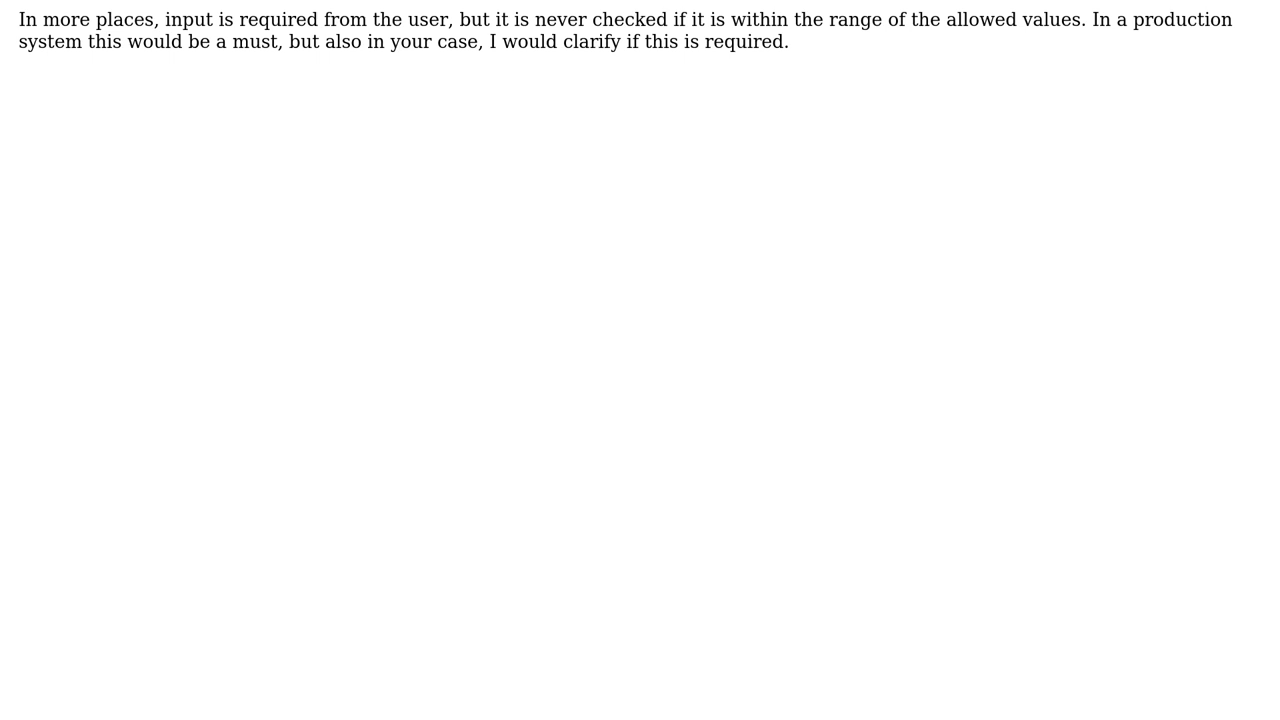 In more places, input is required from the user, but it is never checked if it is within the range of the allowed values. In a production
system this would be a must, but also in your case, I would clarify if this is required.